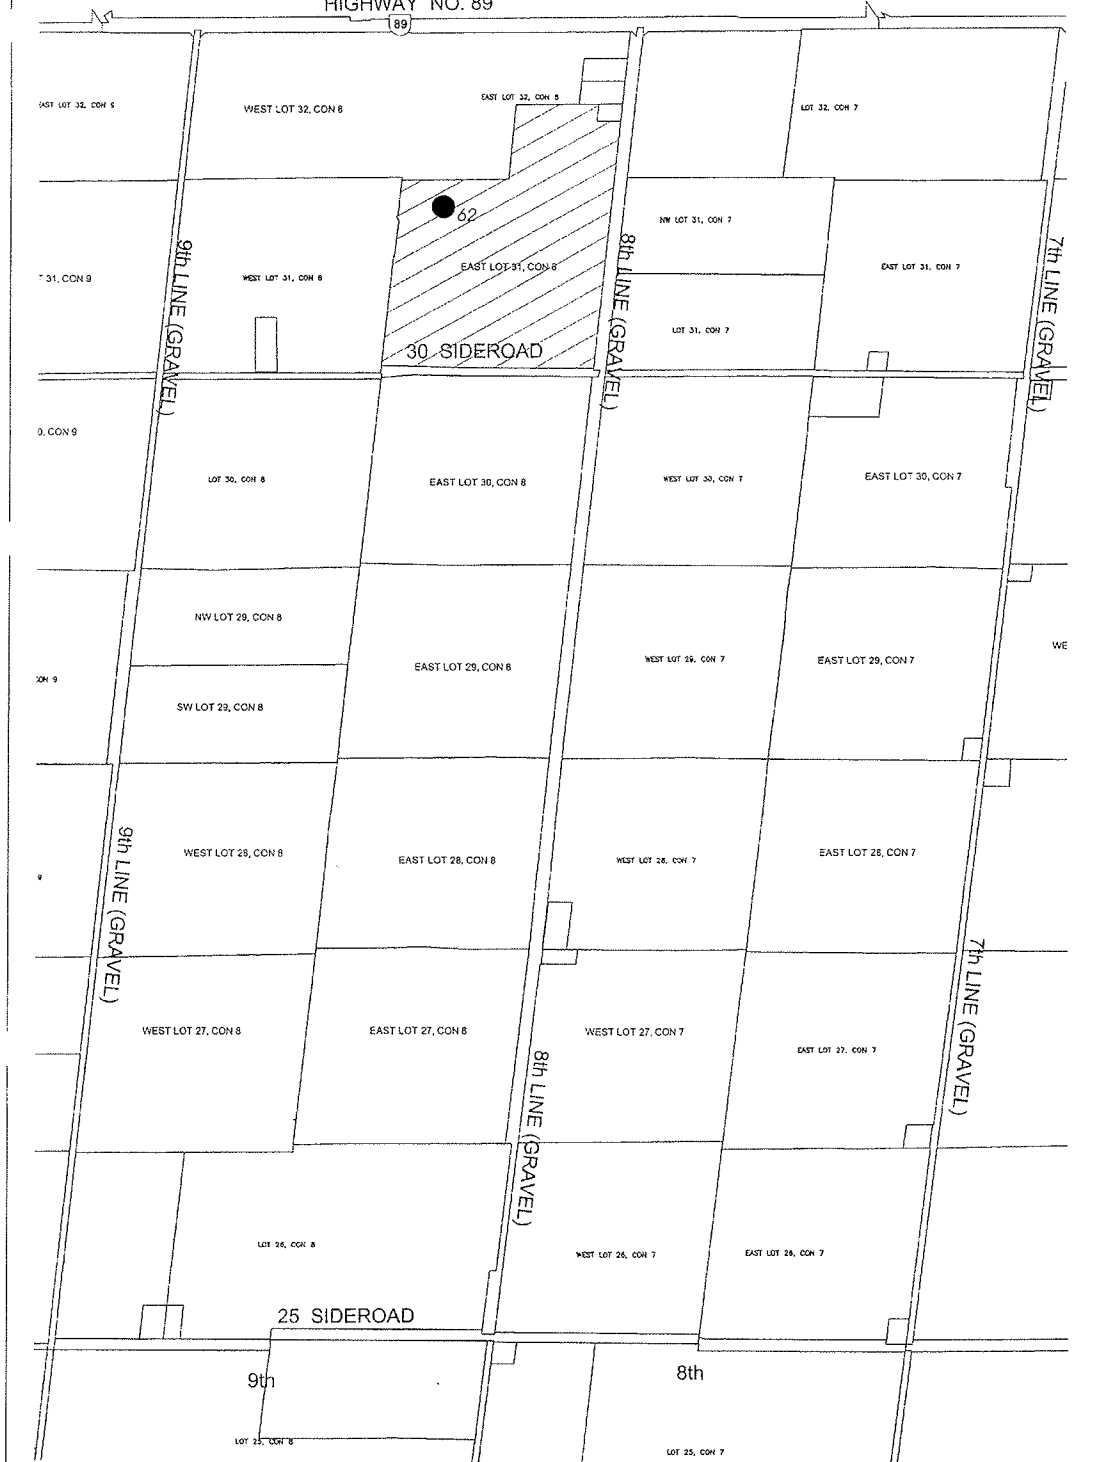 HIGHWAY NO. 89
89
EAST LOT 32, CON 9
WEST LOT 32, CON 8
EAST LOT 32, CON 8
LOT 32, CON 7
62
NW LOT 31, CON 7
9th LINE (GRAVEL)
8th LINE (GRAVEL)
7th LINE (GRAVEL)
T 31, CON 9
WEST LOT 31, CON 8
EAST LOT 31, CON 8
EAST LOT 31, CON 7
LOT 31, CON 7
30 SIDEROAD
0, CON 9
LOT 30, CON 8
EAST LOT 30, CON 8
WEST LOT 30, CON 7
EAST LOT 30, CON 7
NW LOT 29, CON 8
EAST LOT 29, CON 8
WEST LOT 29, CON 7
EAST LOT 29, CON 7
WE
CON 9
SW LOT 29, CON 8
9th LINE (GRAVEL)
WEST LOT 28, CON 8
EAST LOT 28, CON 8
WEST LOT 28, CON 7
EAST LOT 28, CON 7
9
7th LINE (GRAVEL)
WEST LOT 27, CON 8
EAST LOT 27, CON 8
WEST LOT 27, CON 7
EAST LOT 27, CON 7
8th LINE (GRAVEL)
LOT 26, CON 8
WEST LOT 26, CON 7
EAST LOT 26, CON 7
25 SIDEROAD
9th
8th
LOT 25, CON 8
LOT 25, CON 7